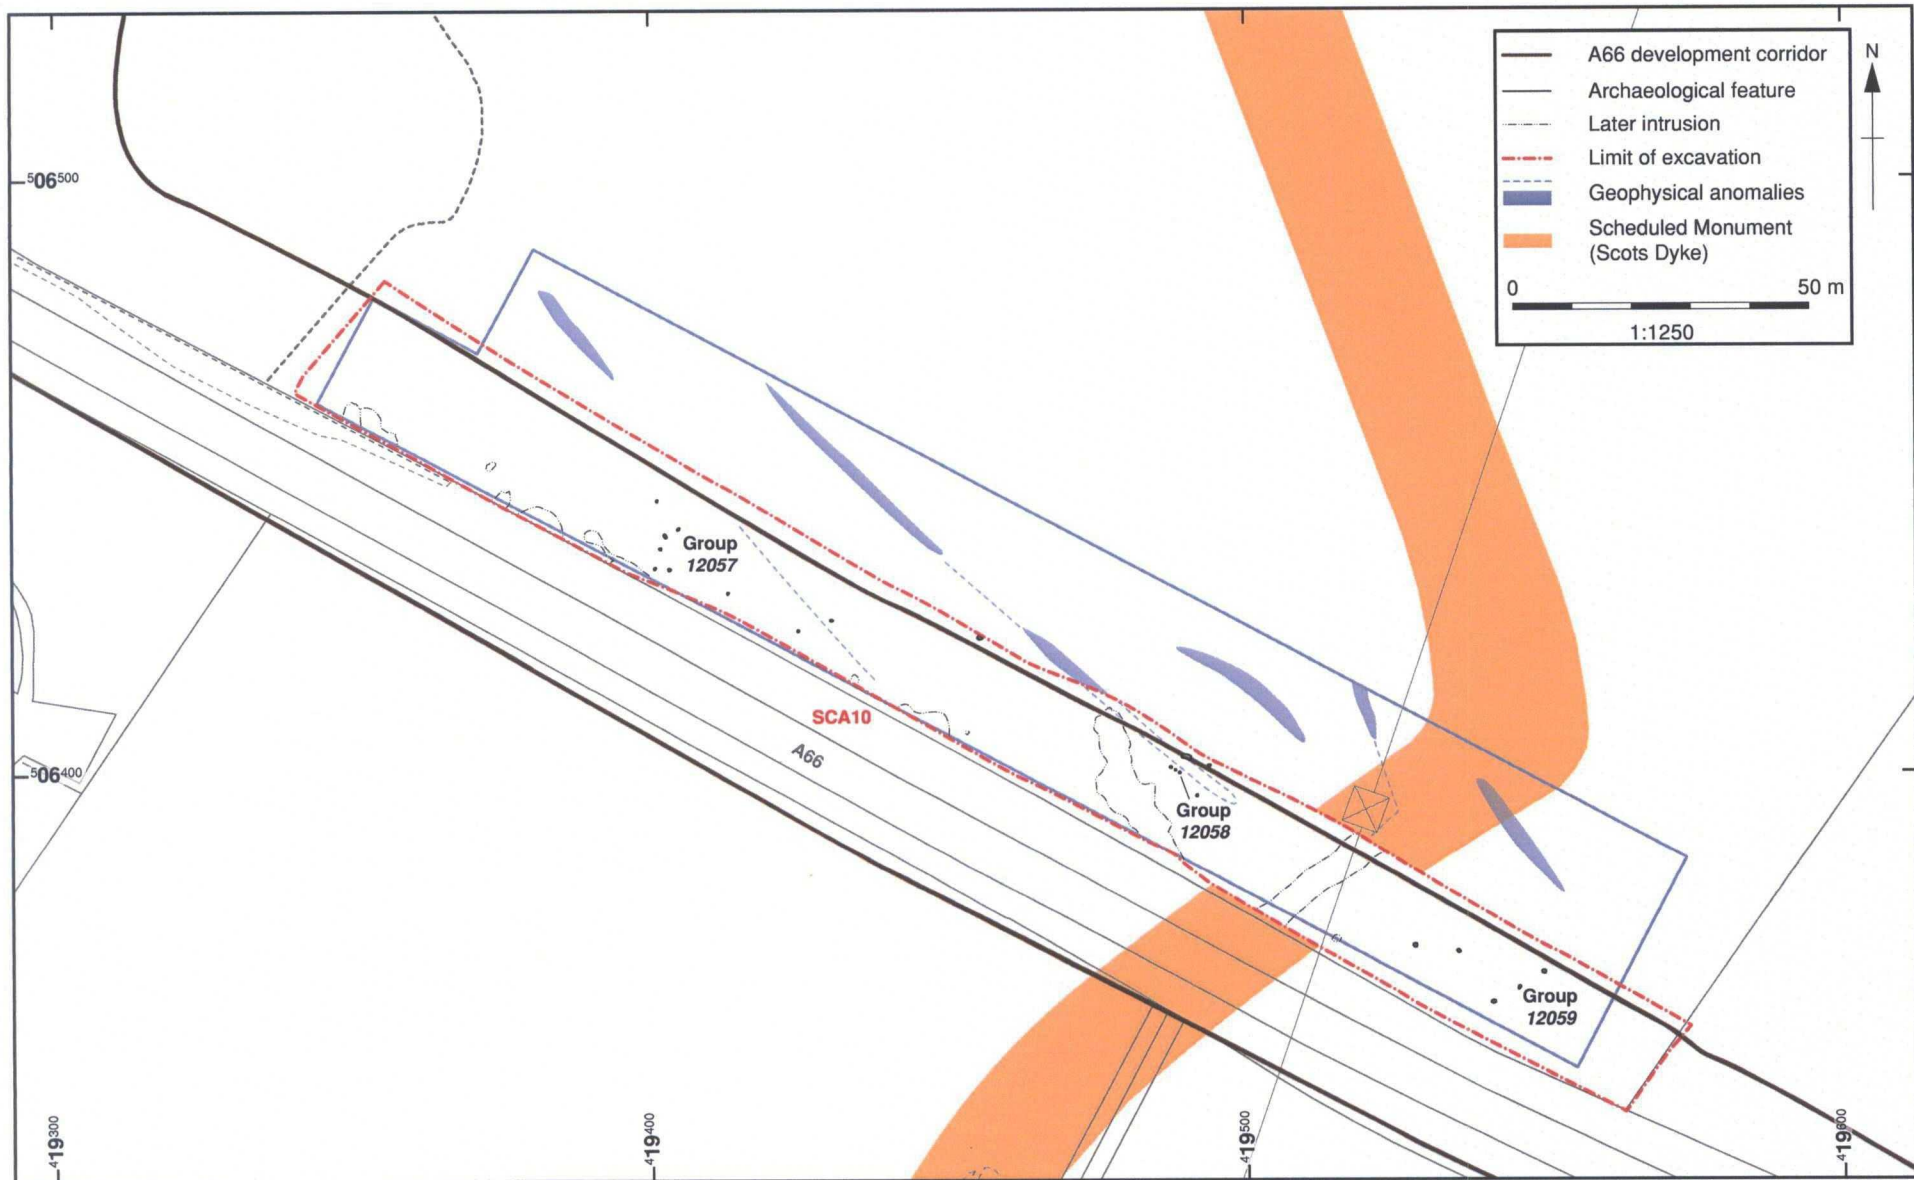 A66 development corridor
Archaeological feature
Later intrusion
Limit of excavation
Geophysical anomalies
Scheduled Monument
(Scots Dyke)
0 50 m
1:1250
N
506500
Group
12057
SCA10
A66
506400
Group
12058
Group
12059
419300
419400
419500
419600